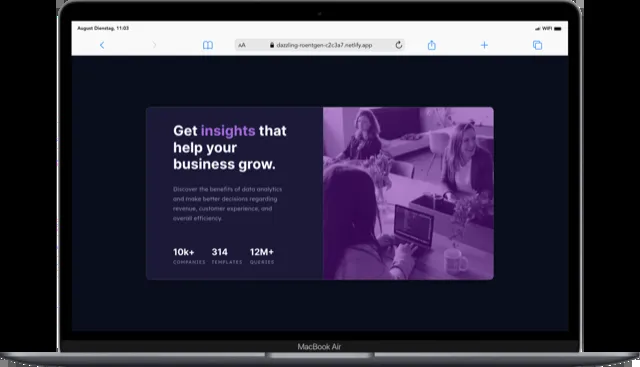 August Dienstag, 11:03
WiFi
AA
dazzling-roentgen-c2c3a7.netlify.app
Get insights that
help your
business grow.
Discover the benefits of data analytics
and make better decisions regarding
revenue, customer experience, and
overall efficiency.
10k+ 314 12M+
COMPANIES TEMPLATES QUERIES
MacBook Air